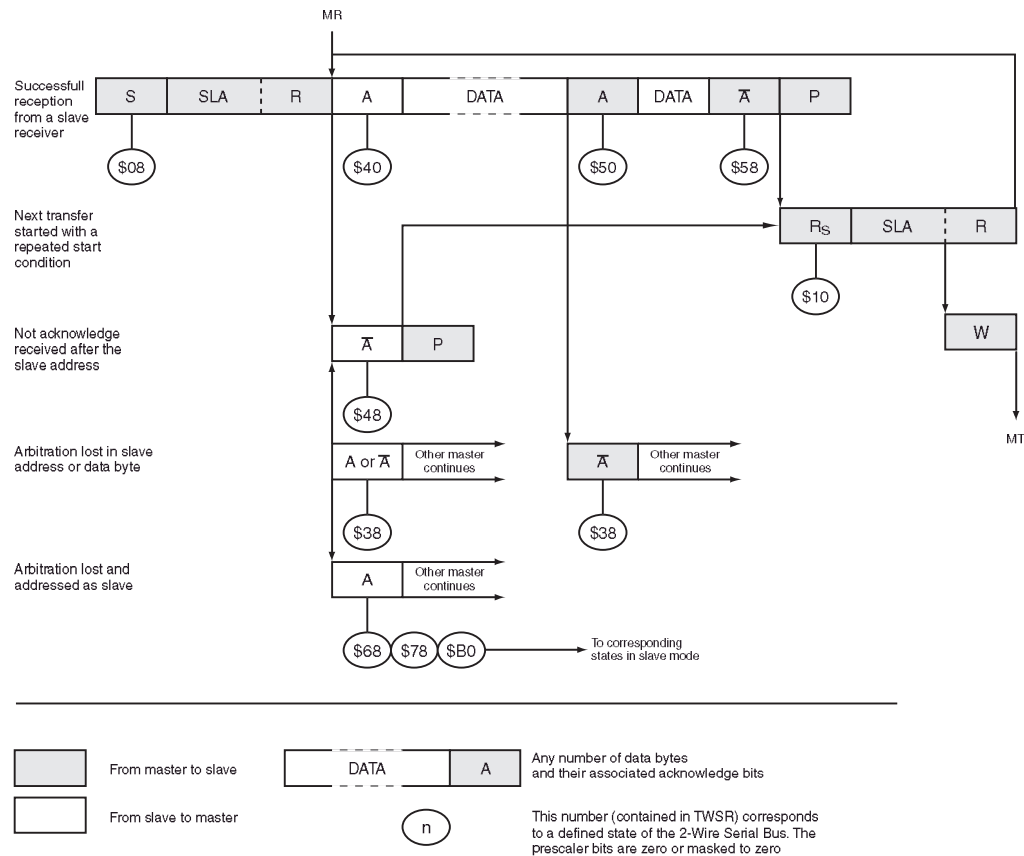 MR
Successfull
reception
from a slave
receiver
S SLA R A DATA A DATA A̅ P
$08 $40 $50 $58
Next transfer
started with a
repeated start
condition
RS SLA R
$10
Not acknowledge
received after the
slave address
A̅ P
W
$48
MT
Arbitration lost in slave
address or data byte
A or A̅ Other master
continues
A̅ Other master
continues
$38 $38
Arbitration lost and
addressed as slave
A Other master
continues
$68 $78 $B0 To corresponding
states in slave mode
From master to slave
DATA A
Any number of data bytes
and their associated acknowledge bits
From slave to master
n
This number (contained in TWSR) corresponds
to a defined state of the 2-Wire Serial Bus. The
prescaler bits are zero or masked to zero